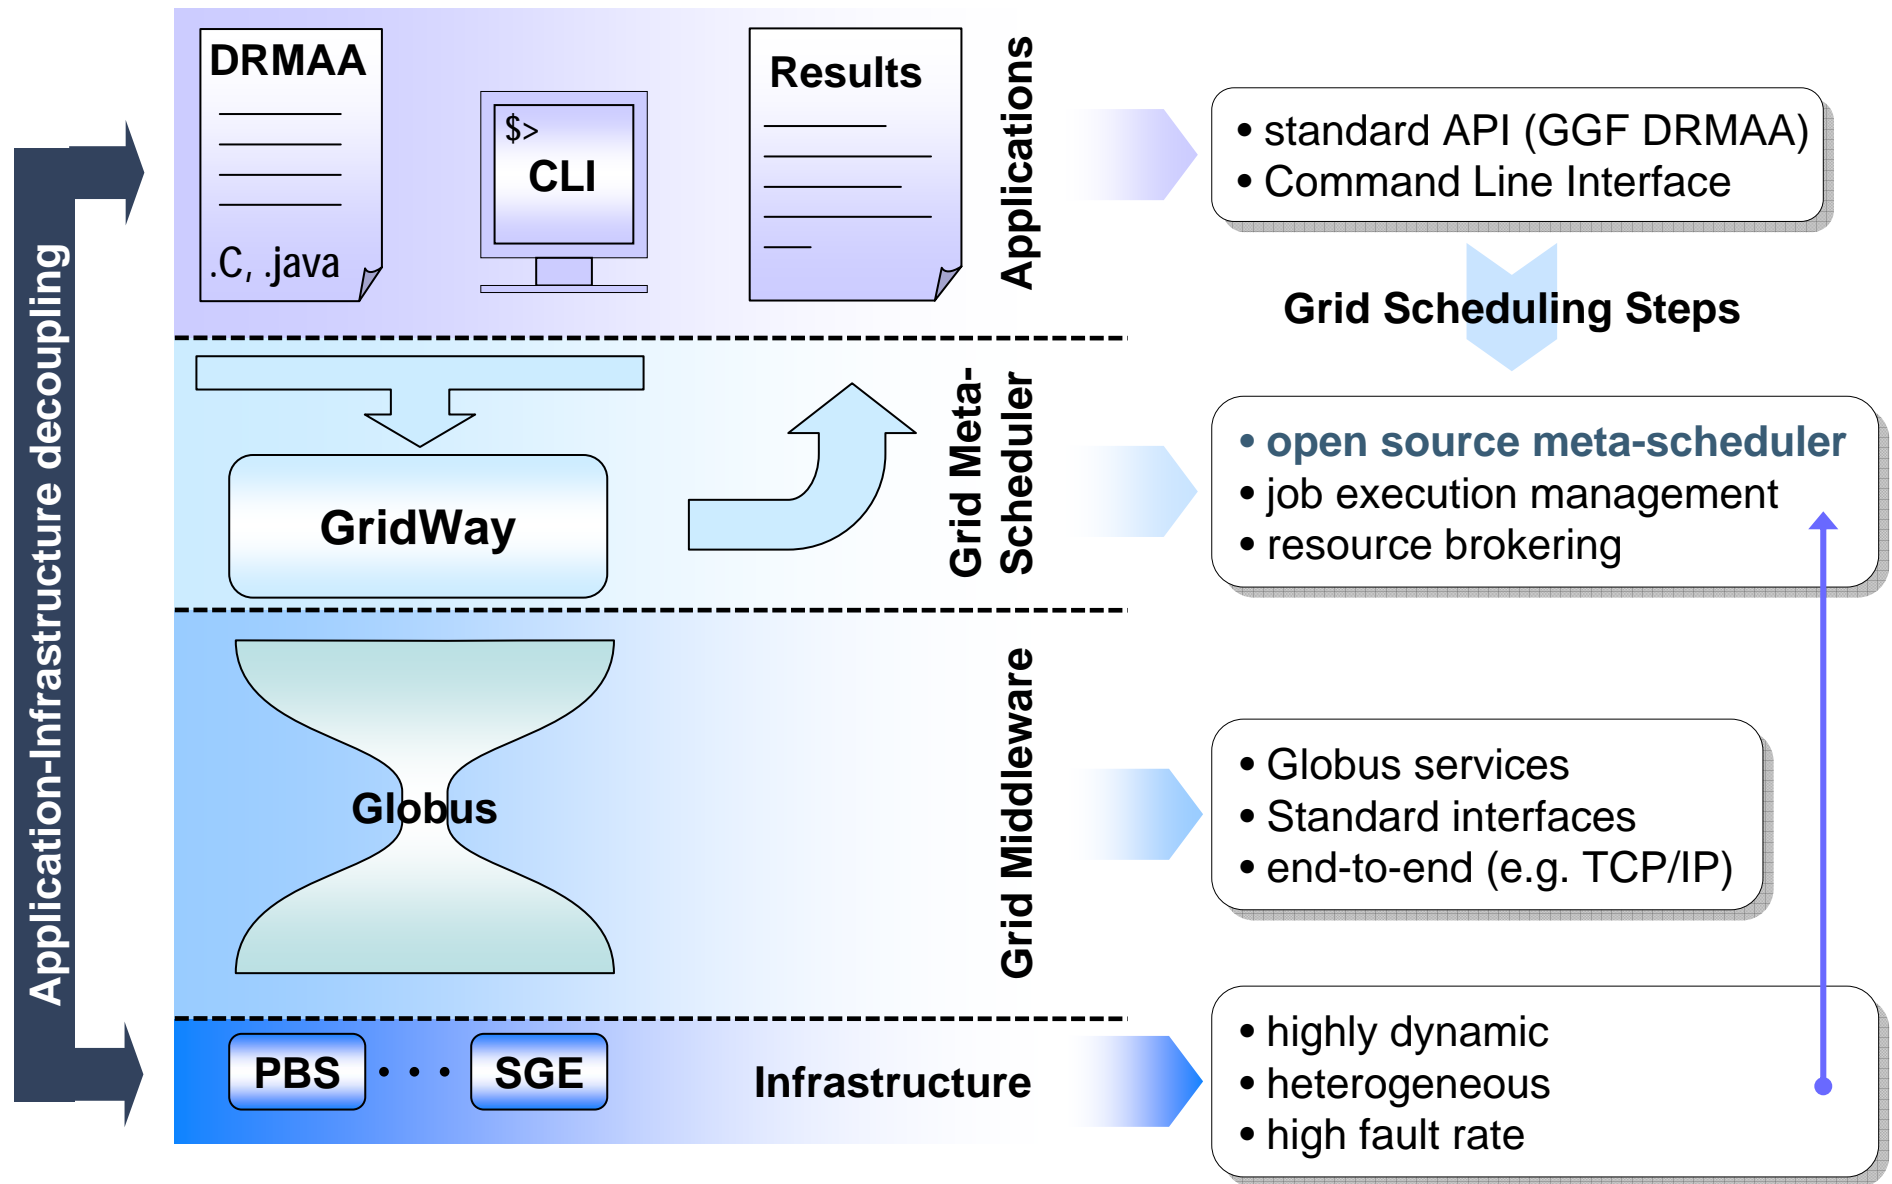 Application-Infrastructure decoupling
DRMAA
.C, .java
$>
CLI
Results
Applications
• standard API (GGF DRMAA)
• Command Line Interface
Grid Scheduling Steps
GridWay
Grid Meta-
Scheduler
• open source meta-scheduler
• job execution management
• resource brokering
Globus
Grid Middleware
• Globus services
• Standard interfaces
• end-to-end (e.g. TCP/IP)
PBS
• • •
SGE
Infrastructure
• highly dynamic
• heterogeneous
• high fault rate